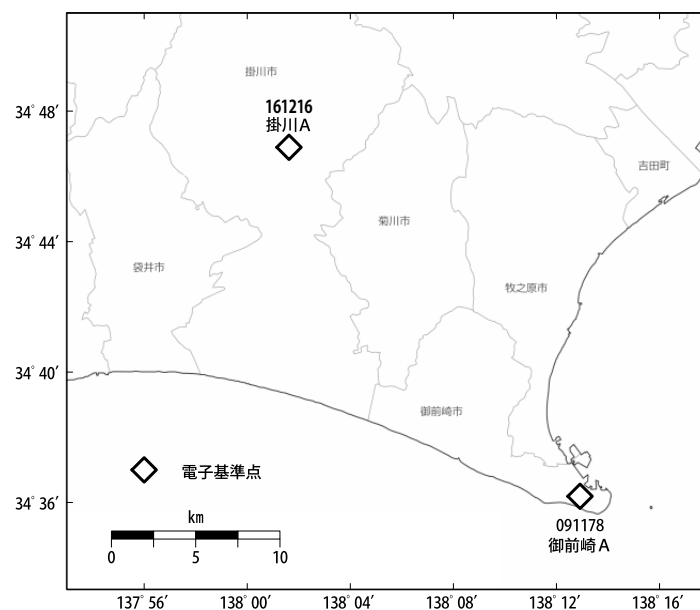 掛川市
34° 48′
161216
掛川A
吉田町
菊川市
34° 44′
袋井市
牧之原市
34° 40′
御前崎市
電子基準点
34° 36′
km
0 5 10
091178
御前崎A
137° 56′ 138° 00′ 138° 04′ 138° 08′ 138° 12′ 138° 16′